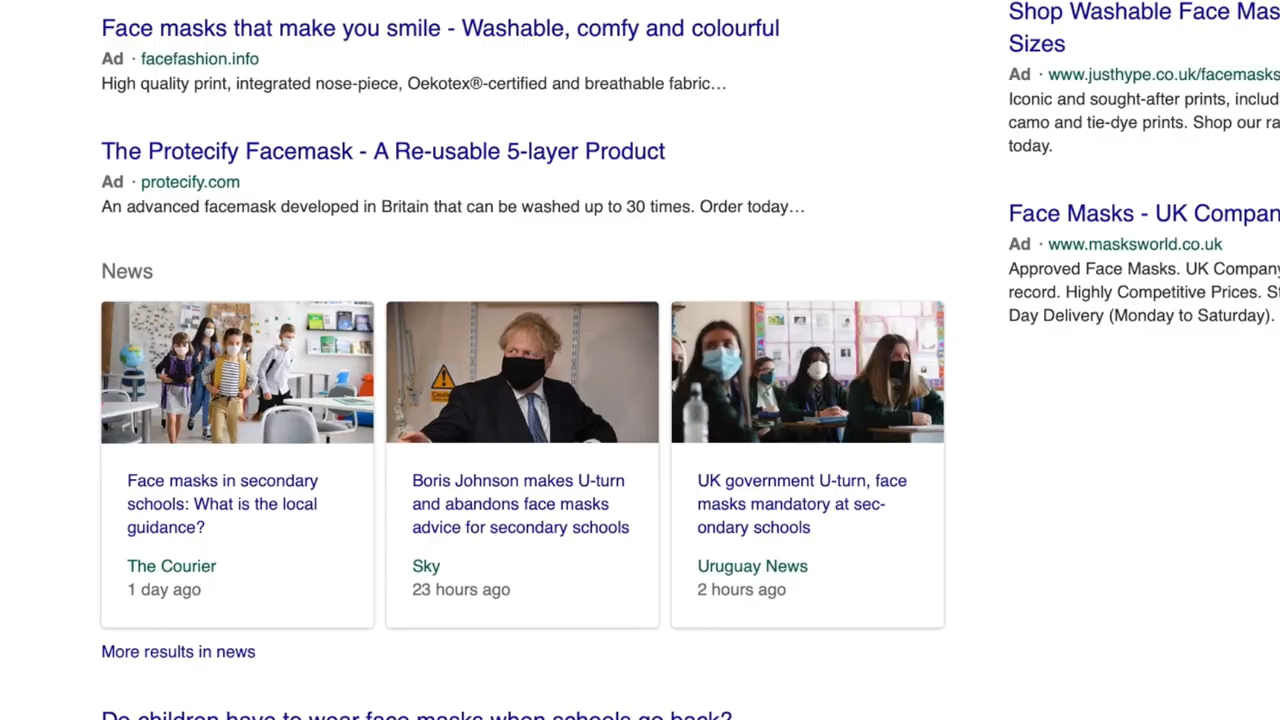 Face masks that make you smile - Washable, comfy and colourful
Ad · facefashion.info
High quality print, integrated nose-piece, Oekotex®-certified and breathable fabric…
The Protecify Facemask - A Re-usable 5-layer Product
Ad · protecify.com
An advanced facemask developed in Britain that can be washed up to 30 times. Order today…
News
Face masks in secondary
schools: What is the local
guidance?
The Courier
1 day ago
Boris Johnson makes U-turn
and abandons face masks
advice for secondary schools
Sky
23 hours ago
UK government U-turn, face
masks mandatory at sec-
ondary schools
Uruguay News
2 hours ago
More results in news
Do children have to wear face masks when schools go back?
Shop Washable Face Mas
Sizes
Ad · www.justhype.co.uk/facemasks
Iconic and sought-after prints, includ
camo and tie-dye prints. Shop our ra
today.
Face Masks - UK Compan
Ad · www.masksworld.co.uk
Approved Face Masks. UK Company
record. Highly Competitive Prices. St
Day Delivery (Monday to Saturday).